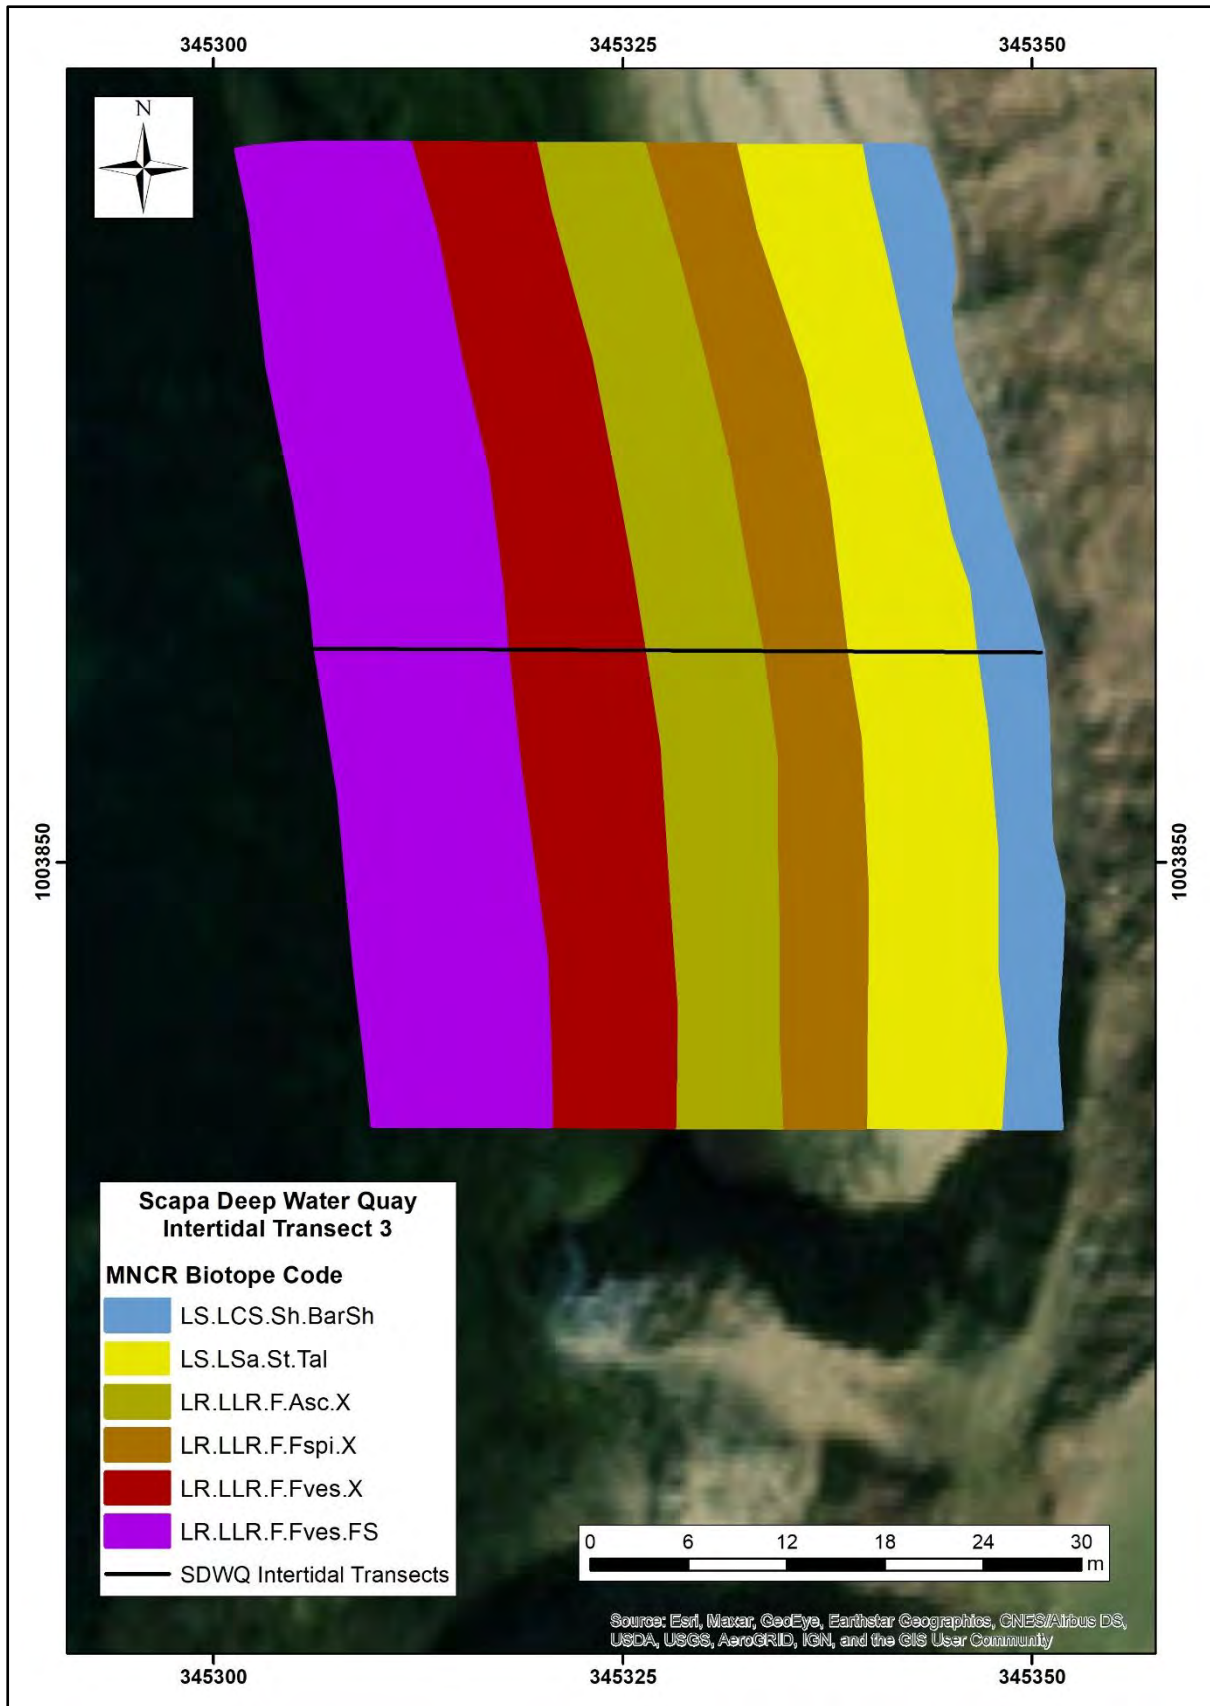 345300 345325 345350
N
1003850 1003850
Scapa Deep Water Quay
Intertidal Transect 3
MNCR Biotope Code
LS.LCS.Sh.BarSh
LS.LSa.St.Tal
LR.LLR.F.Asc.X
LR.LLR.F.Fspi.X
LR.LLR.F.Fves.X
LR.LLR.F.Fves.FS
SDWQ Intertidal Transects
0 6 12 18 24 30
m
Source: Esri, Maxar, GeoEye, Earthstar Geographics, CNES/Airbus DS,
USDA, USGS, AeroGRID, IGN, and the GIS User Community
345300 345325 345350